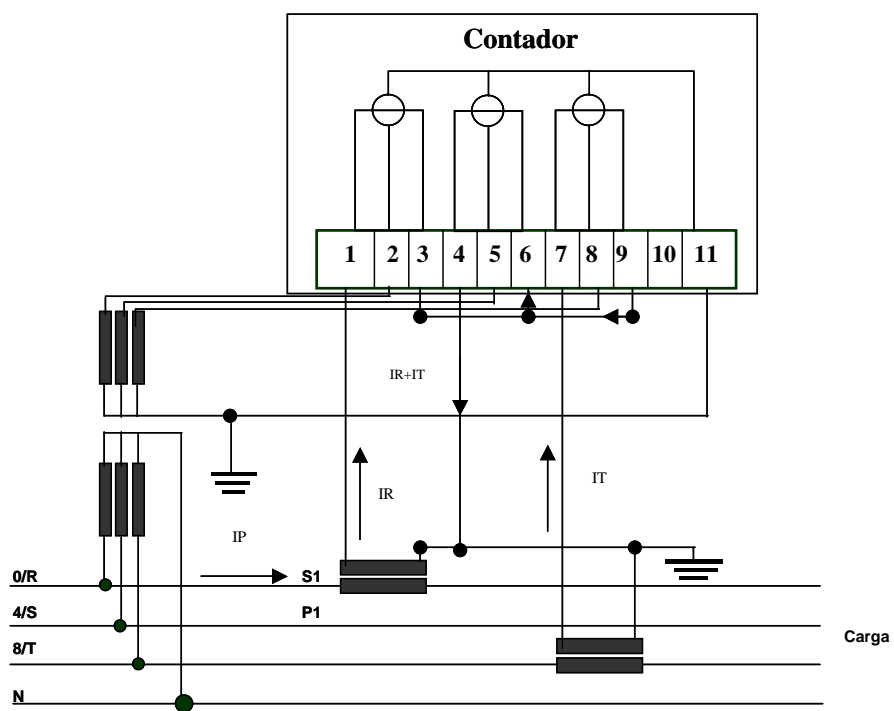 Contador
1 2 3 4 5 6 7 8 9 10 11
IR+IT
IR
IT
IP
0/R
S1
4/S
P1
Carga
8/T
N